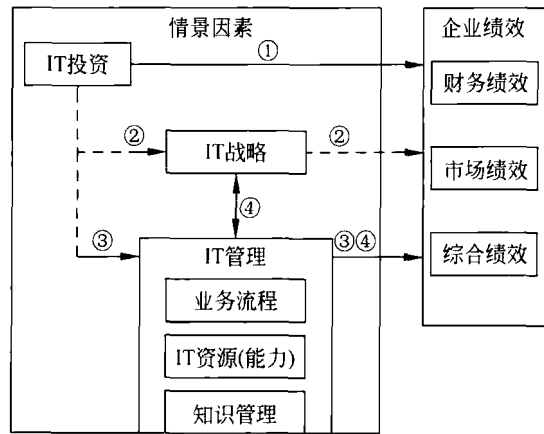 情景因素
企业绩效
IT投资
①
财务绩效
②
IT战略
②
市场绩效
④
③
IT管理
③④
综合绩效
业务流程
IT资源(能力)
知识管理